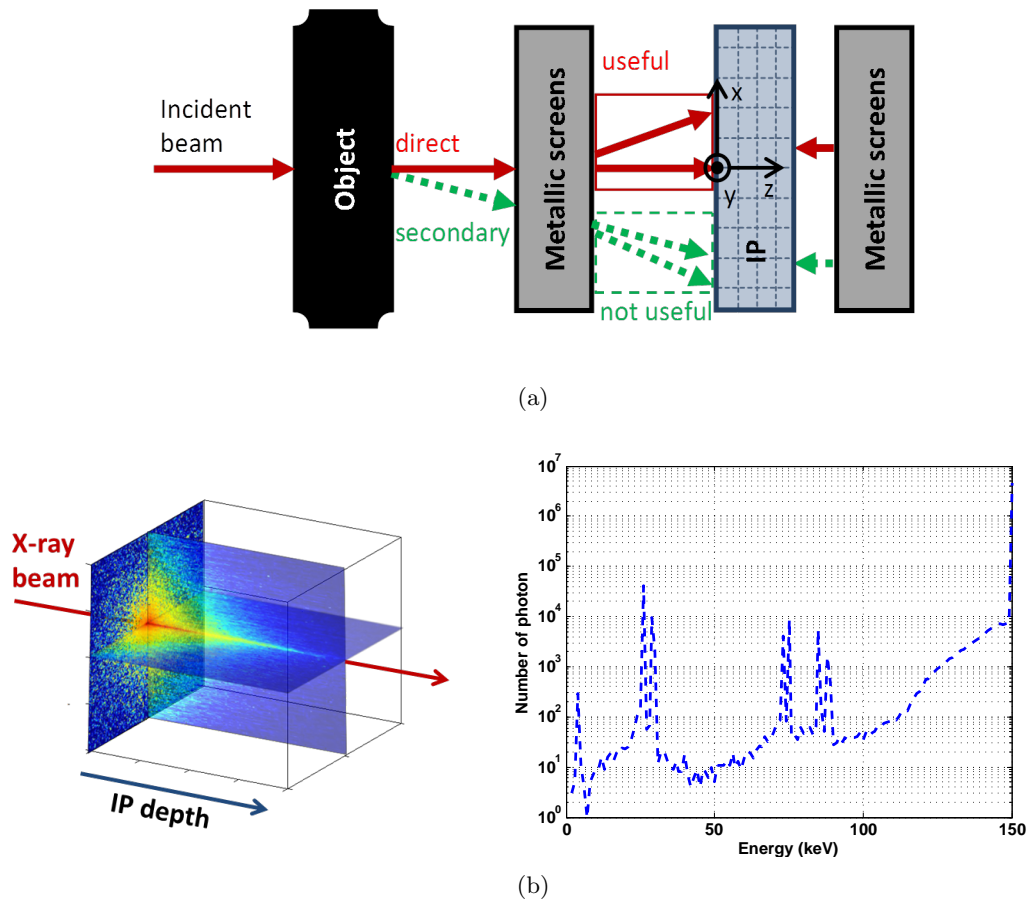 Incident
beam
Object
direct
secondary
Metallic screens
useful
not useful
x
y
z
IP
Metallic screens
(a)
X-ray
beam
IP depth
Number of photon
10^7
10^6
10^5
10^4
10^3
10^2
10^1
10^0
0
50
100
150
Energy (keV)
(b)